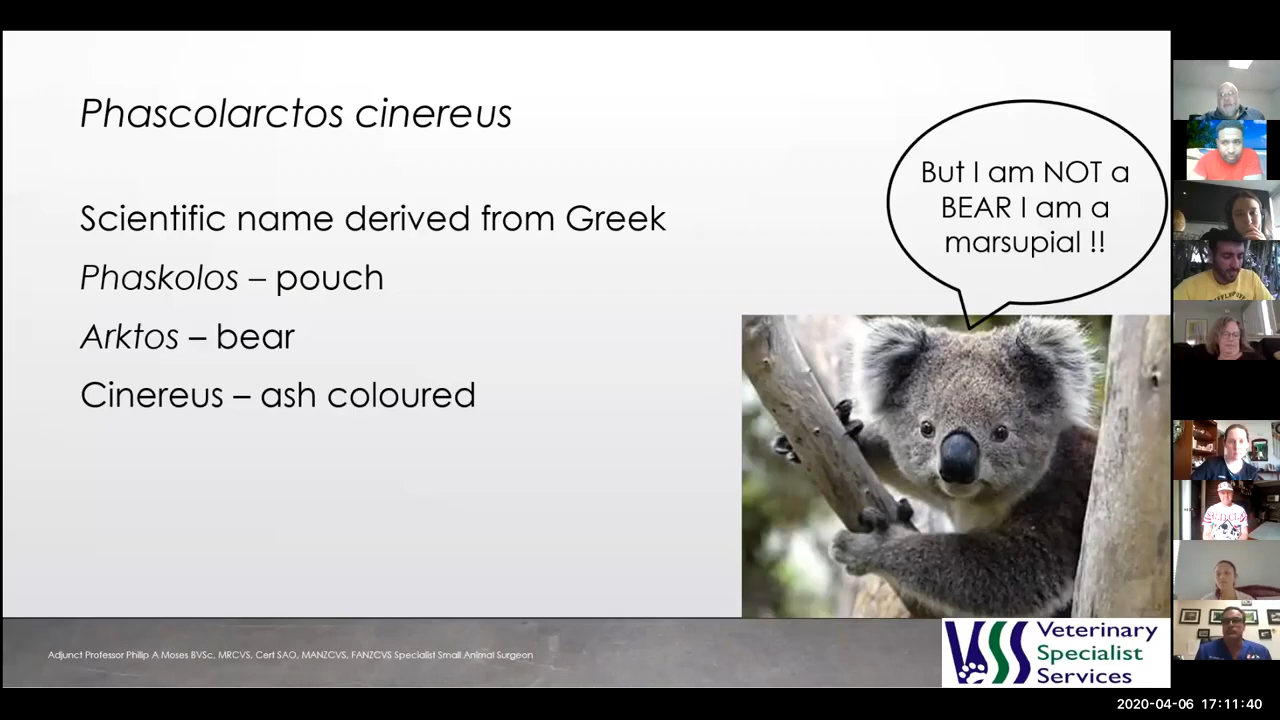 Phascolarctos cinereus
Scientific name derived from Greek
Phaskolos – pouch
Arktos – bear
Cinereus – ash coloured
But I am NOT a
BEAR I am a
marsupial !!
Adjunct Professor Philip A Moses BVSc, MRCVS, Cert SAO, MANZCVS, FANZCVS Specialist Small Animal Surgeon
VSS
Veterinary
Specialist
Services
2020-04-06 17:11:40